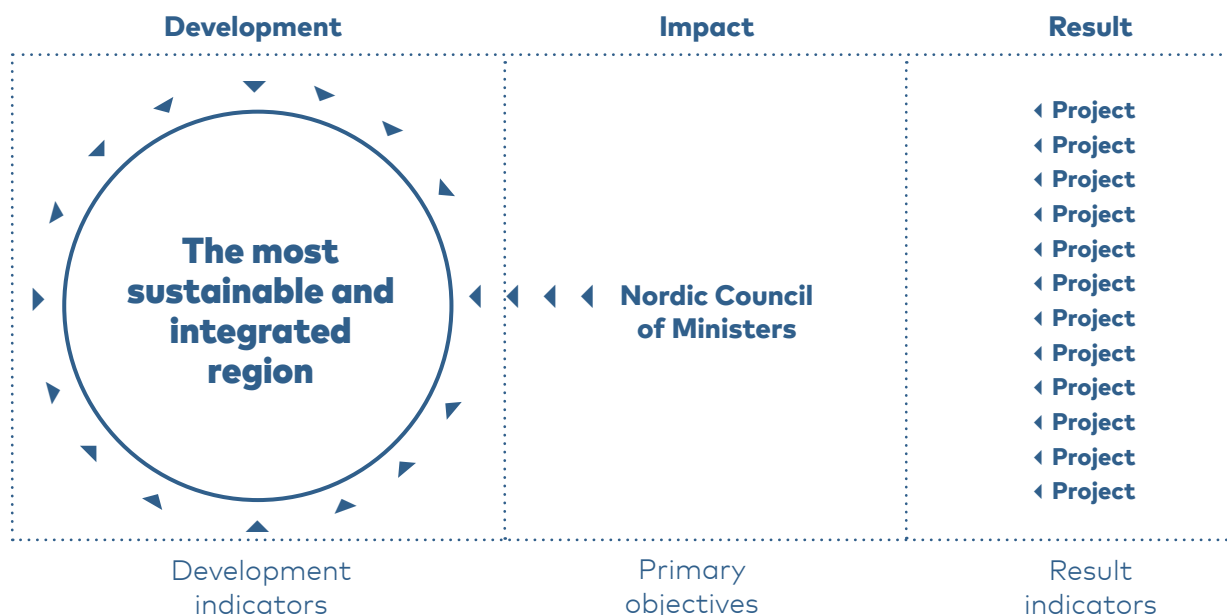 Development
Impact
Result
The most
sustainable and
integrated
region
Nordic Council
of Ministers
Project
Project
Project
Project
Project
Project
Project
Project
Project
Project
Project
Project
Development
indicators
Primary
objectives
Result
indicators